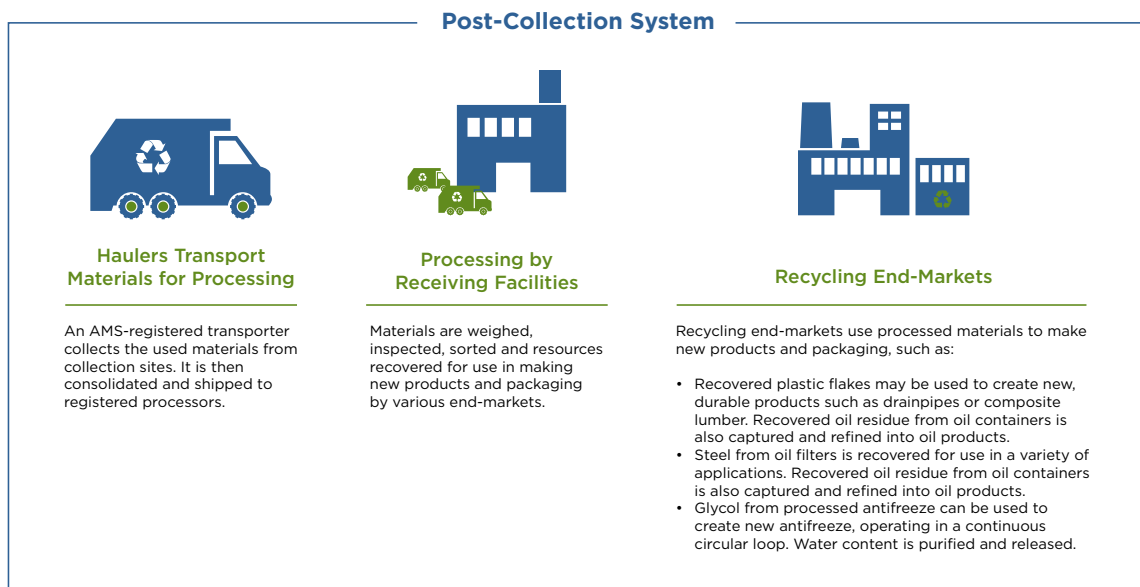 Post-Collection System
Haulers Transport
Materials for Processing
An AMS-registered transporter
collects the used materials from
collection sites. It is then
consolidated and shipped to
registered processors.
Processing by
Receiving Facilities
Materials are weighed,
inspected, sorted and resources
recovered for use in making
new products and packaging
by various end-markets.
Recycling End-Markets
Recycling end-markets use processed materials to make
new products and packaging, such as:
• Recovered plastic flakes may be used to create new,
durable products such as drainpipes or composite
lumber. Recovered oil residue from oil containers is
also captured and refined into oil products.
• Steel from oil filters is recovered for use in a variety of
applications. Recovered oil residue from oil containers
is also captured and refined into oil products.
• Glycol from processed antifreeze can be used to
create new antifreeze, operating in a continuous
circular loop. Water content is purified and released.